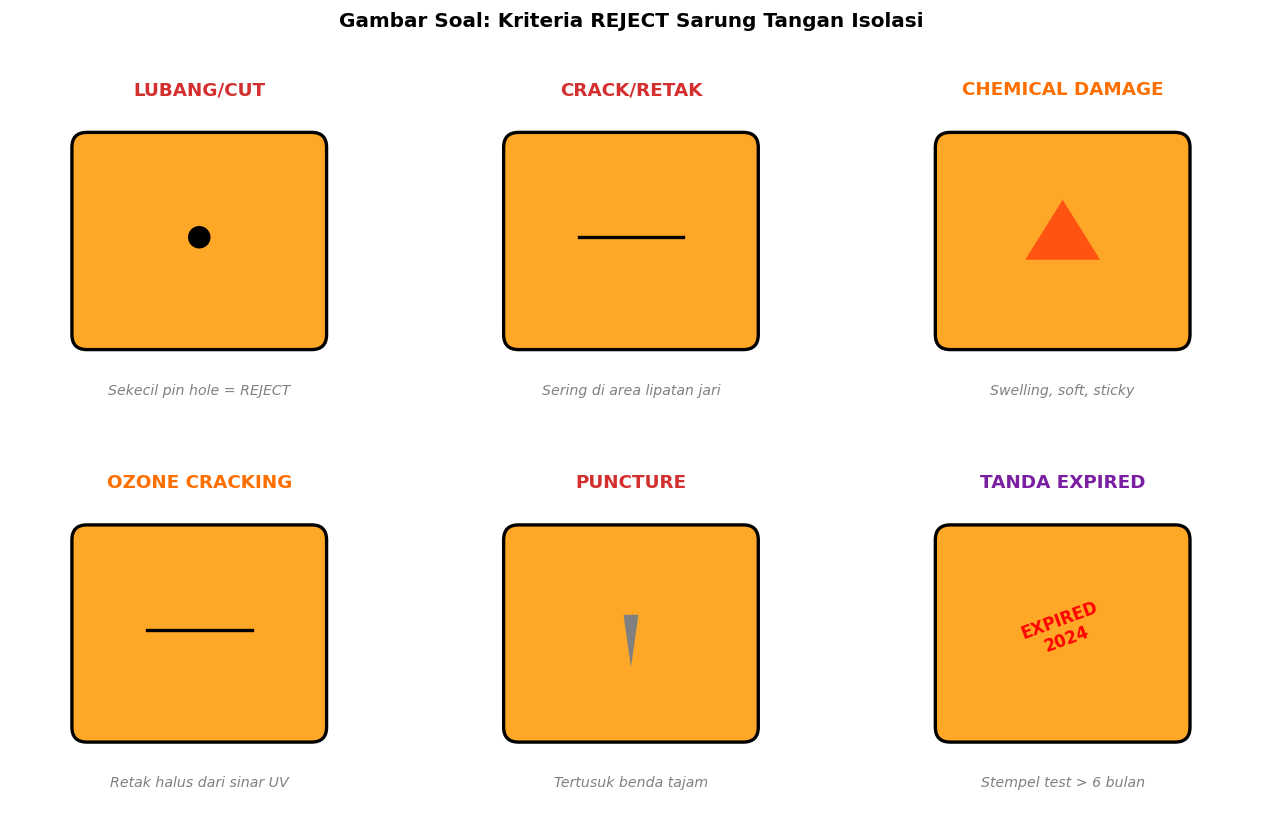 Gambar Soal: Kriteria REJECT Sarung Tangan Isolasi
LUBANG/CUT
Sekecil pin hole = REJECT
CRACK/RETAK
Sering di area lipatan jari
CHEMICAL DAMAGE
Swelling, soft, sticky
OZONE CRACKING
Retak halus dari sinar UV
PUNCTURE
Tertusuk benda tajam
TANDA EXPIRED
EXPIRED
2024
Stempel test > 6 bulan